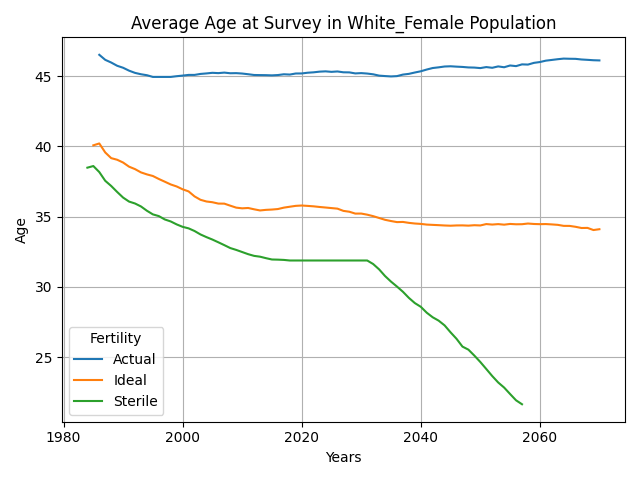 Average Age at Survey in White_Female Population
Age
45
40
35
30
25
Fertility
Actual
Ideal
Sterile
1980
2000
2020
2040
2060
Years